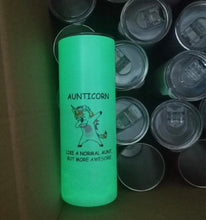 AUNTICORN
LIKE A NORMAL AUNT
BUT MORE AWESOME